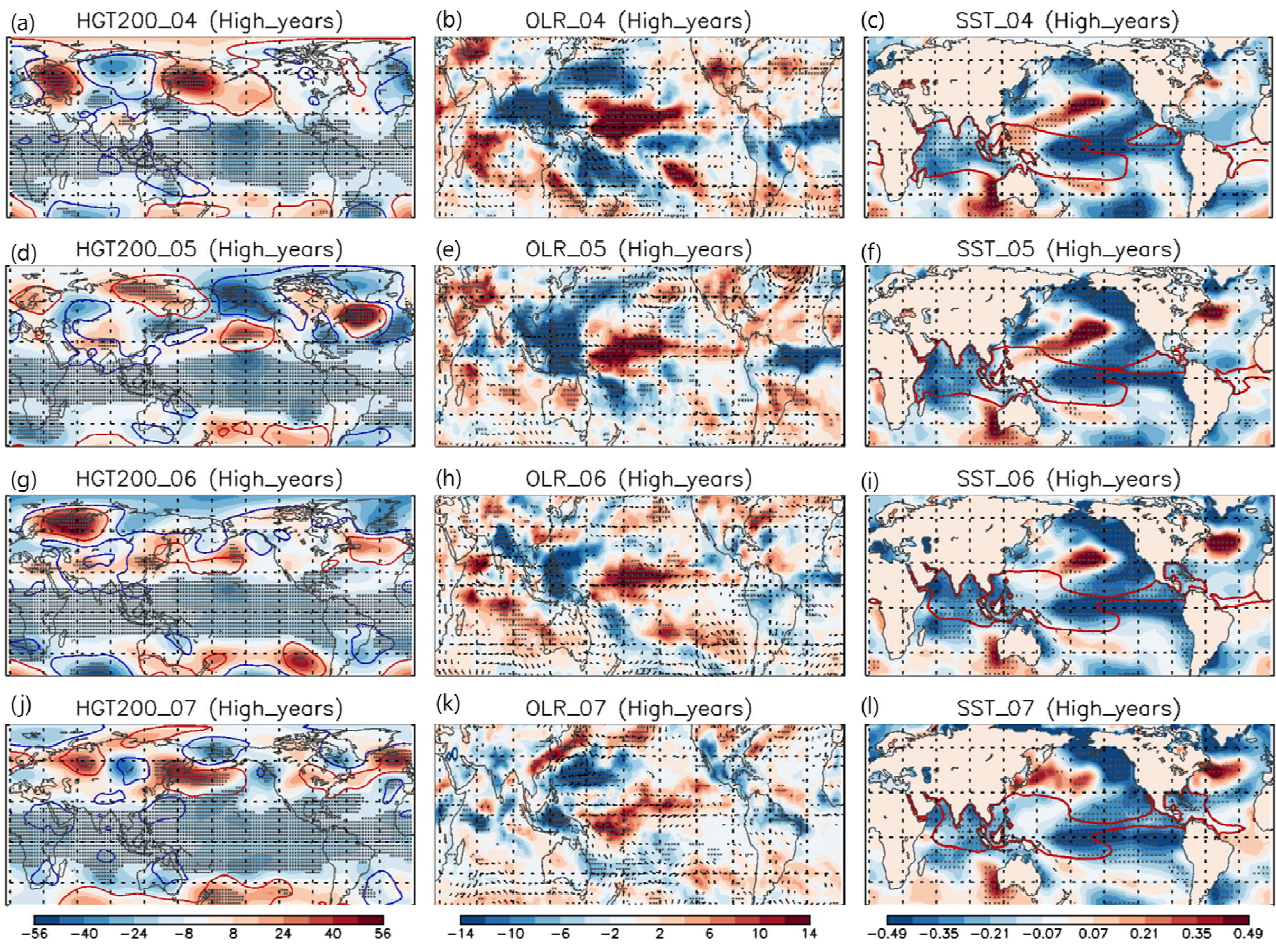 (a) HGT200_04 (High_years)
(b) OLR_04 (High_years)
(c) SST_04 (High_years)
(d) HGT200_05 (High_years)
(e) OLR_05 (High_years)
(f) SST_05 (High_years)
(g) HGT200_06 (High_years)
(h) OLR_06 (High_years)
(i) SST_06 (High_years)
(j) HGT200_07 (High_years)
(k) OLR_07 (High_years)
(l) SST_07 (High_years)
-56 -40 -24 -8 8 24 40 56
-14 -10 -6 -2 2 6 10 14
-0.49 -0.35 -0.21 -0.07 0.07 0.21 0.35 0.49